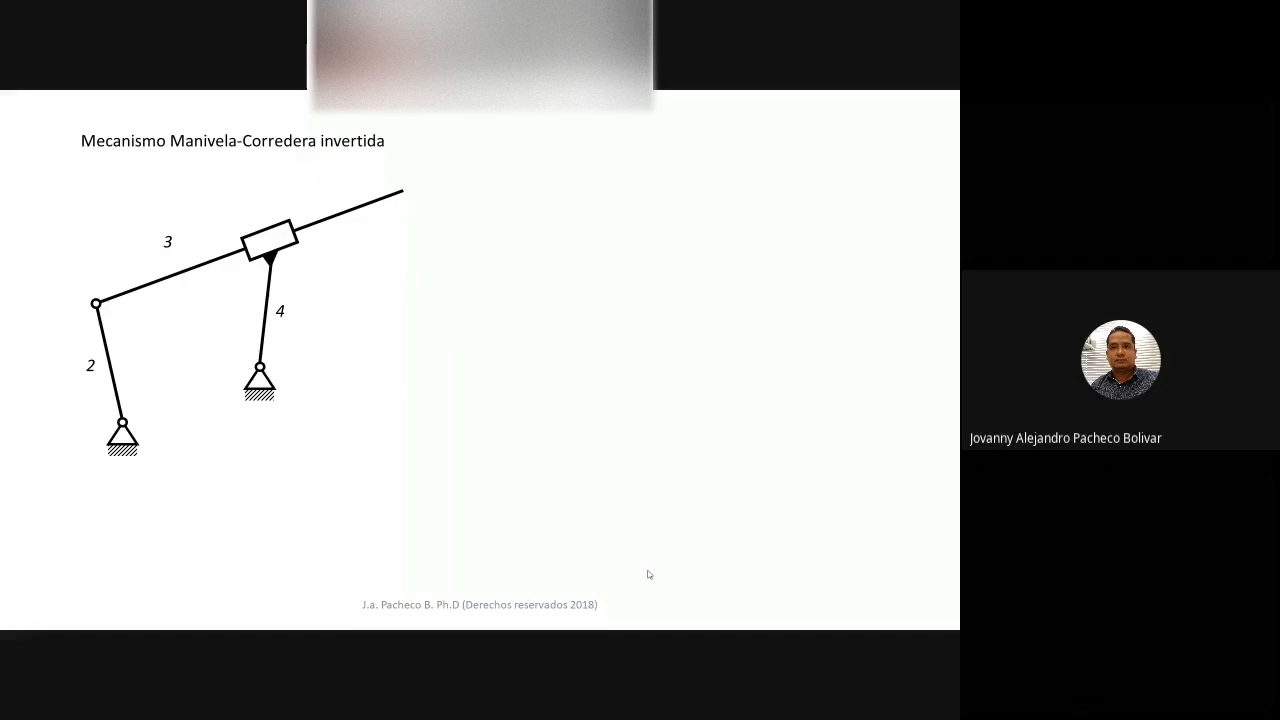 Mecanismo Manivela-Corredera invertida
3
4
2
Jovanny Alejandro Pacheco Bolivar
J.a. Pacheco B. Ph.D (Derechos reservados 2018)